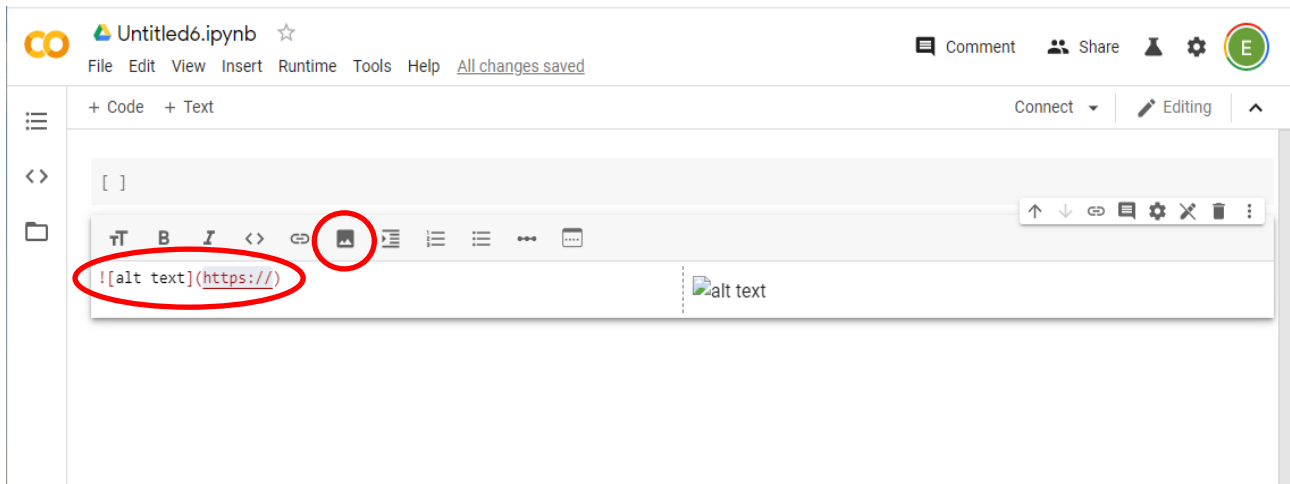 CO Untitled6.ipynb
File Edit View Insert Runtime Tools Help All changes saved
Comment Share E
+ Code + Text
Connect Editing
[ ]
TT B I <>
![alt text](https://)
alt text